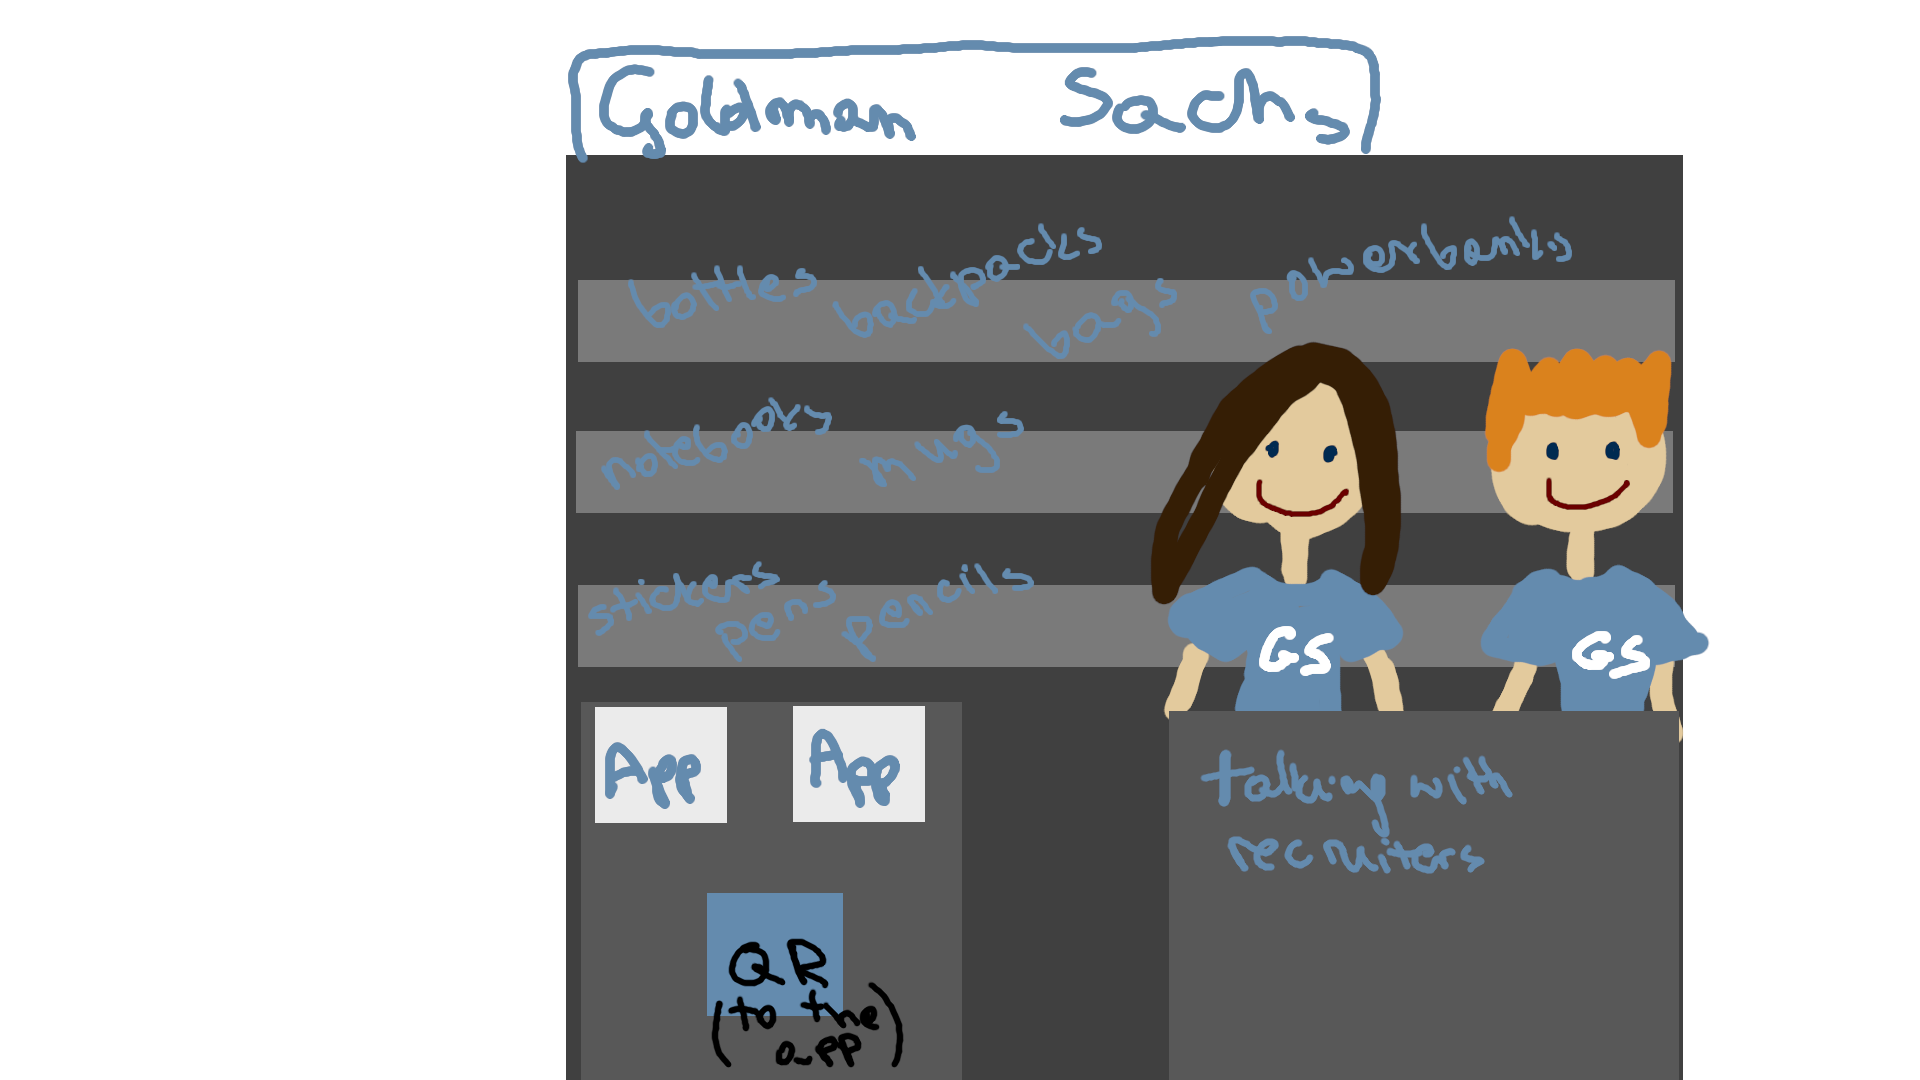 Goldman Sachs
bottles backpacks bags powerbanks
notebooks mugs
stickers pens pencils
GS GS
App App
talking with
recruiters
QR
(to the
app)